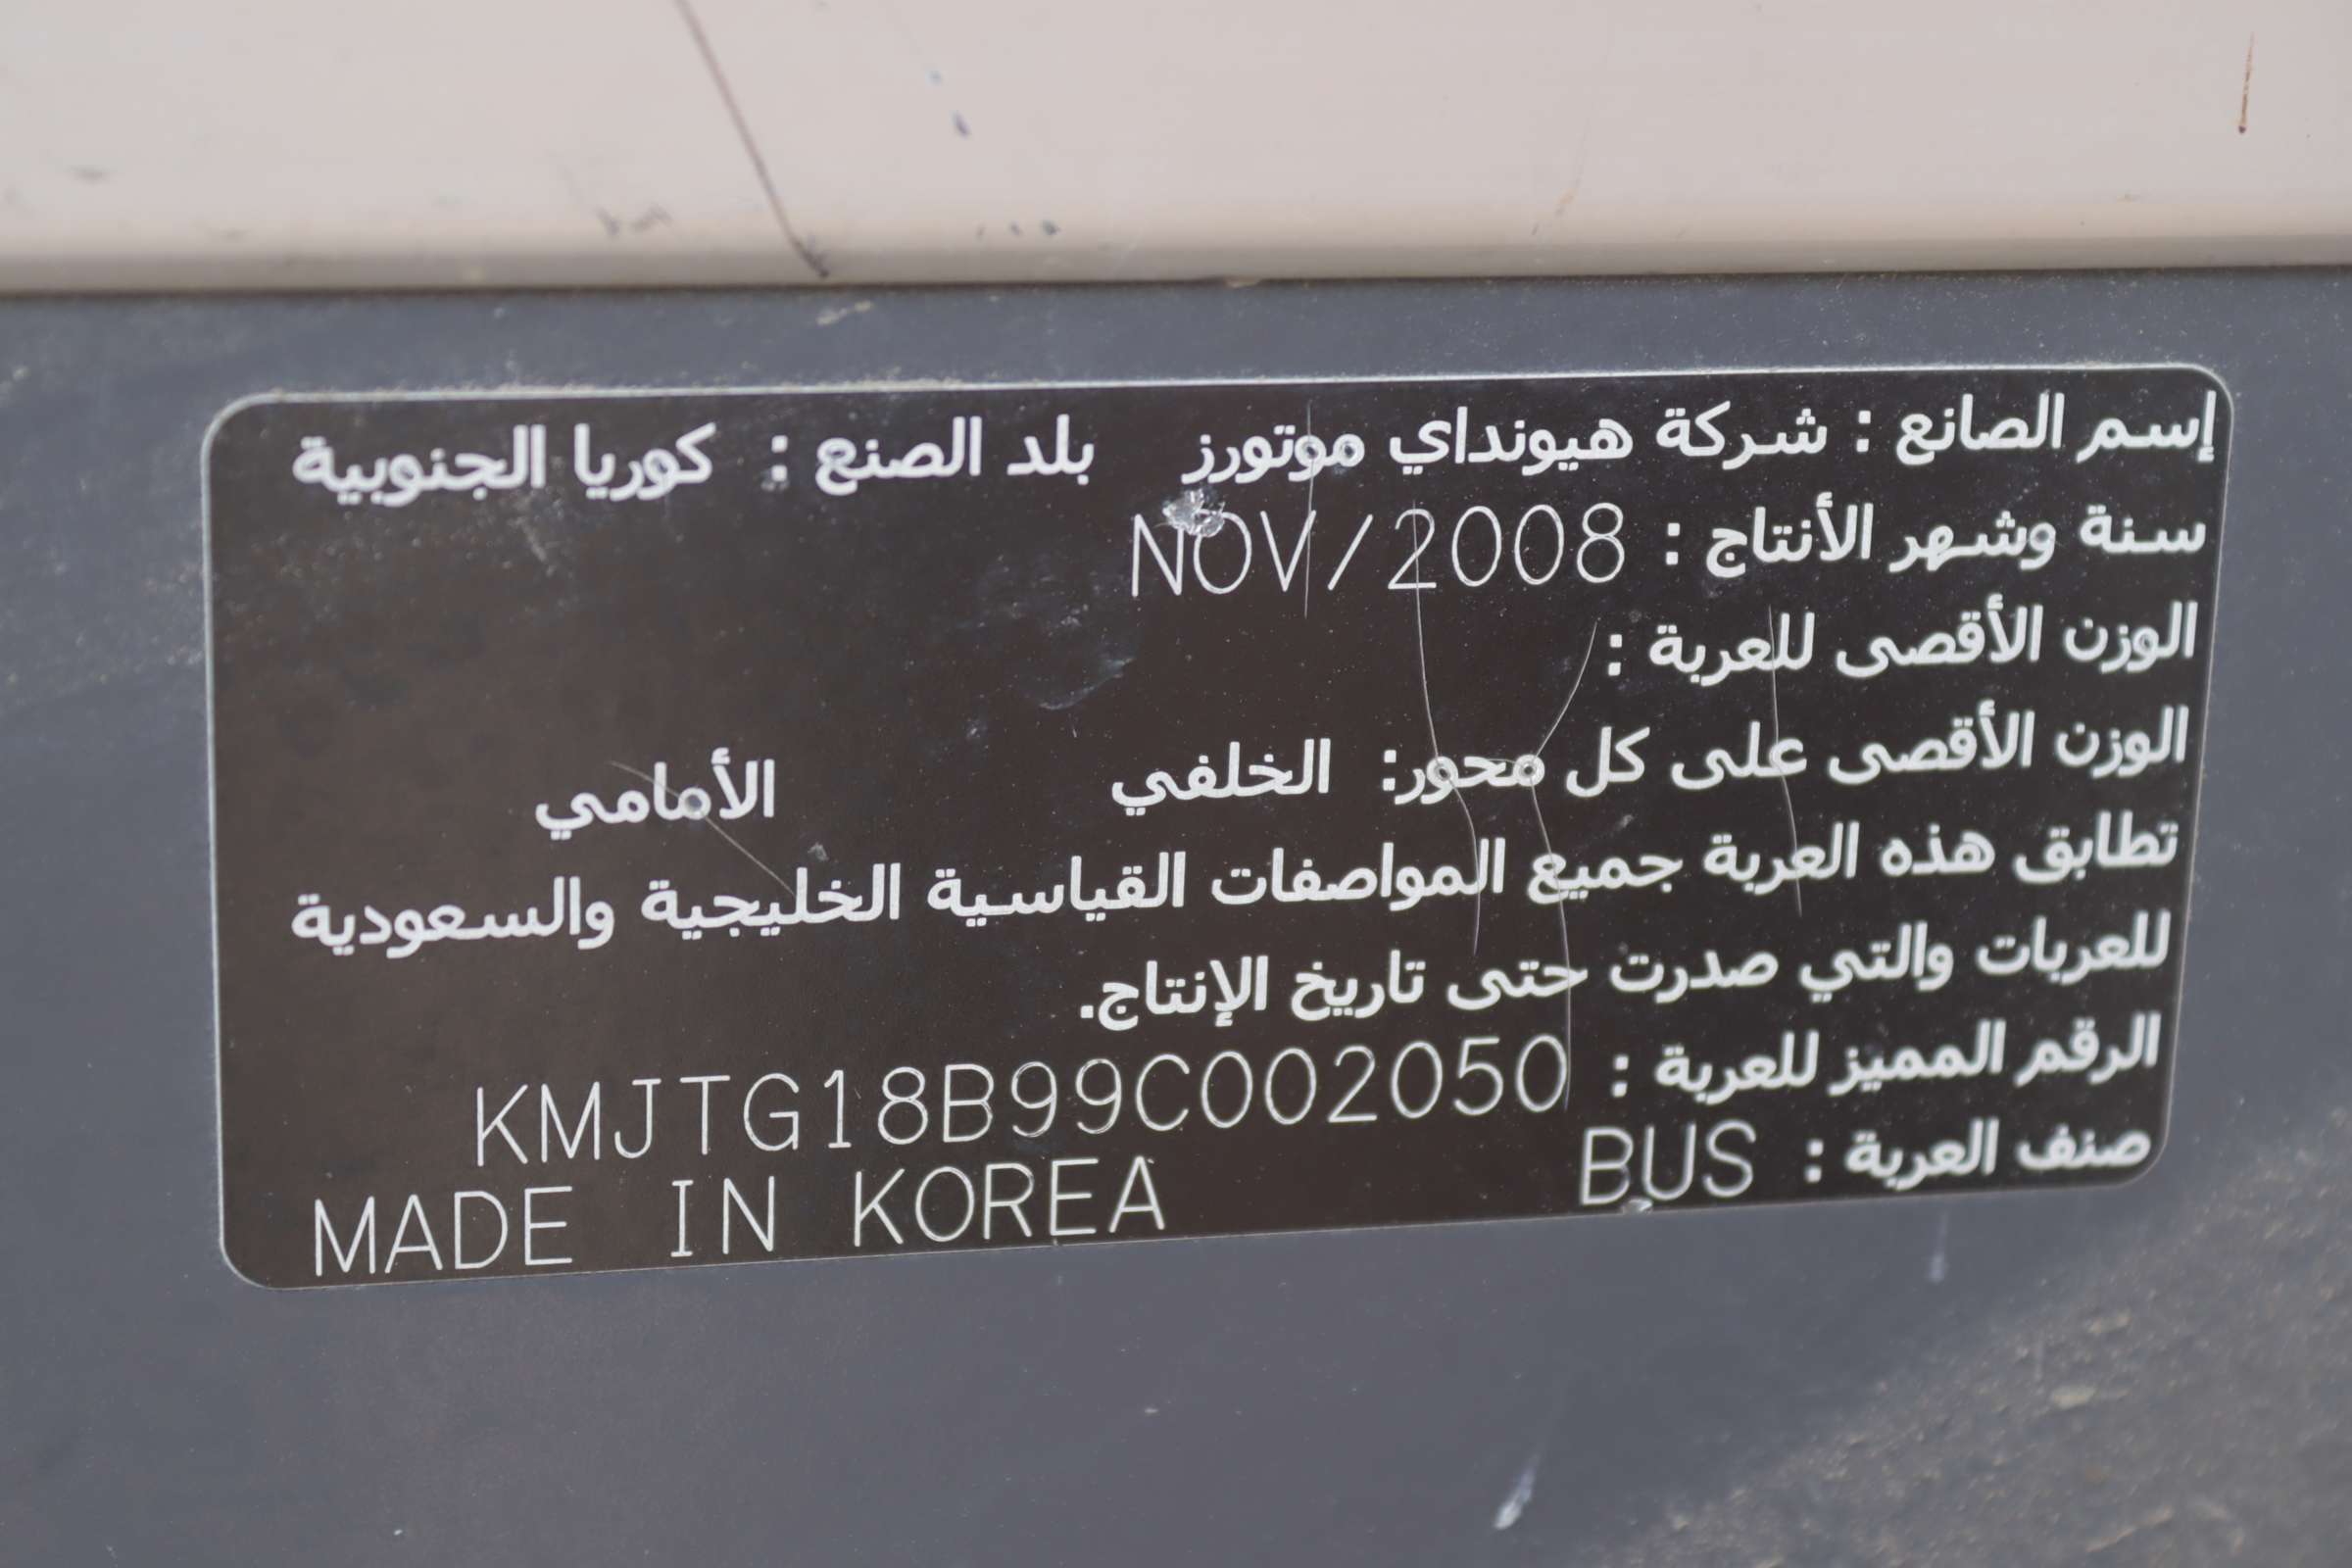 إسم الصانع : شركة هيونداي موتورز بلد الصنع : كوريا الجنوبية
سنة وشهر الأنتاج : NOV/2008
الوزن الأقصى للعربة :
الوزن الأقصى على كل محور: الخلفي الأمامي
تطابق هذه العربة جميع المواصفات القياسية الخليجية والسعودية
للعربات والتي صدرت حتى تاريخ الإنتاج.
الرقم المميز للعربة : KMJTG18B99C002050
صنف العربة : BUS MADE IN KOREA